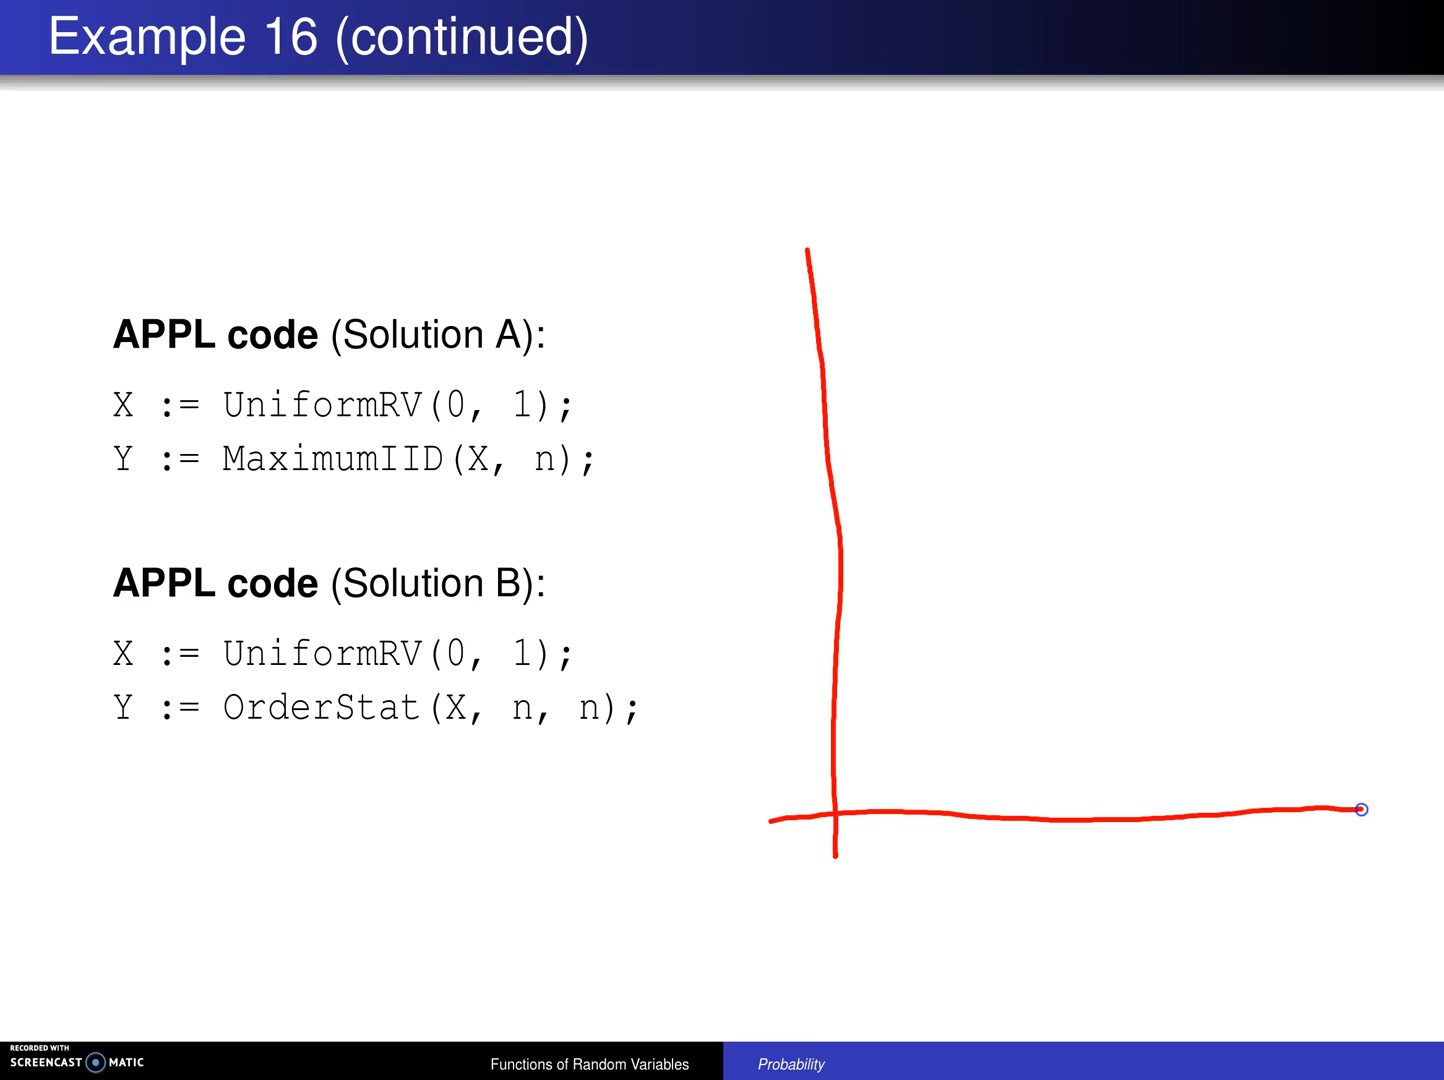 Example 16 (continued)
APPL code (Solution A):
X := UniformRV(0, 1);
Y := MaximumIID(X, n);
APPL code (Solution B):
X := UniformRV(0, 1);
Y := OrderStat(X, n, n);
RECORDED WITH
SCREENCAST MATIC
Functions of Random Variables
Probability